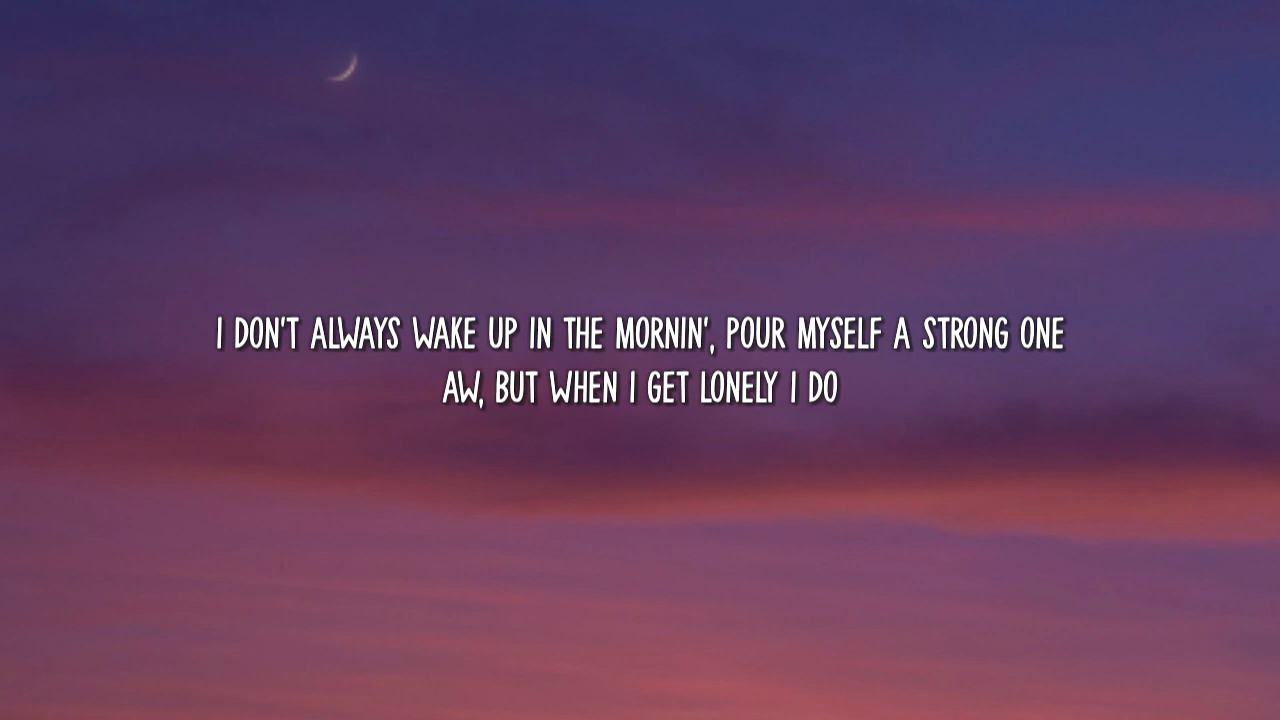 I DON'T ALWAYS WAKE UP IN THE MORNIN', POUR MYSELF A STRONG ONE
AW, BUT WHEN I GET LONELY I DO